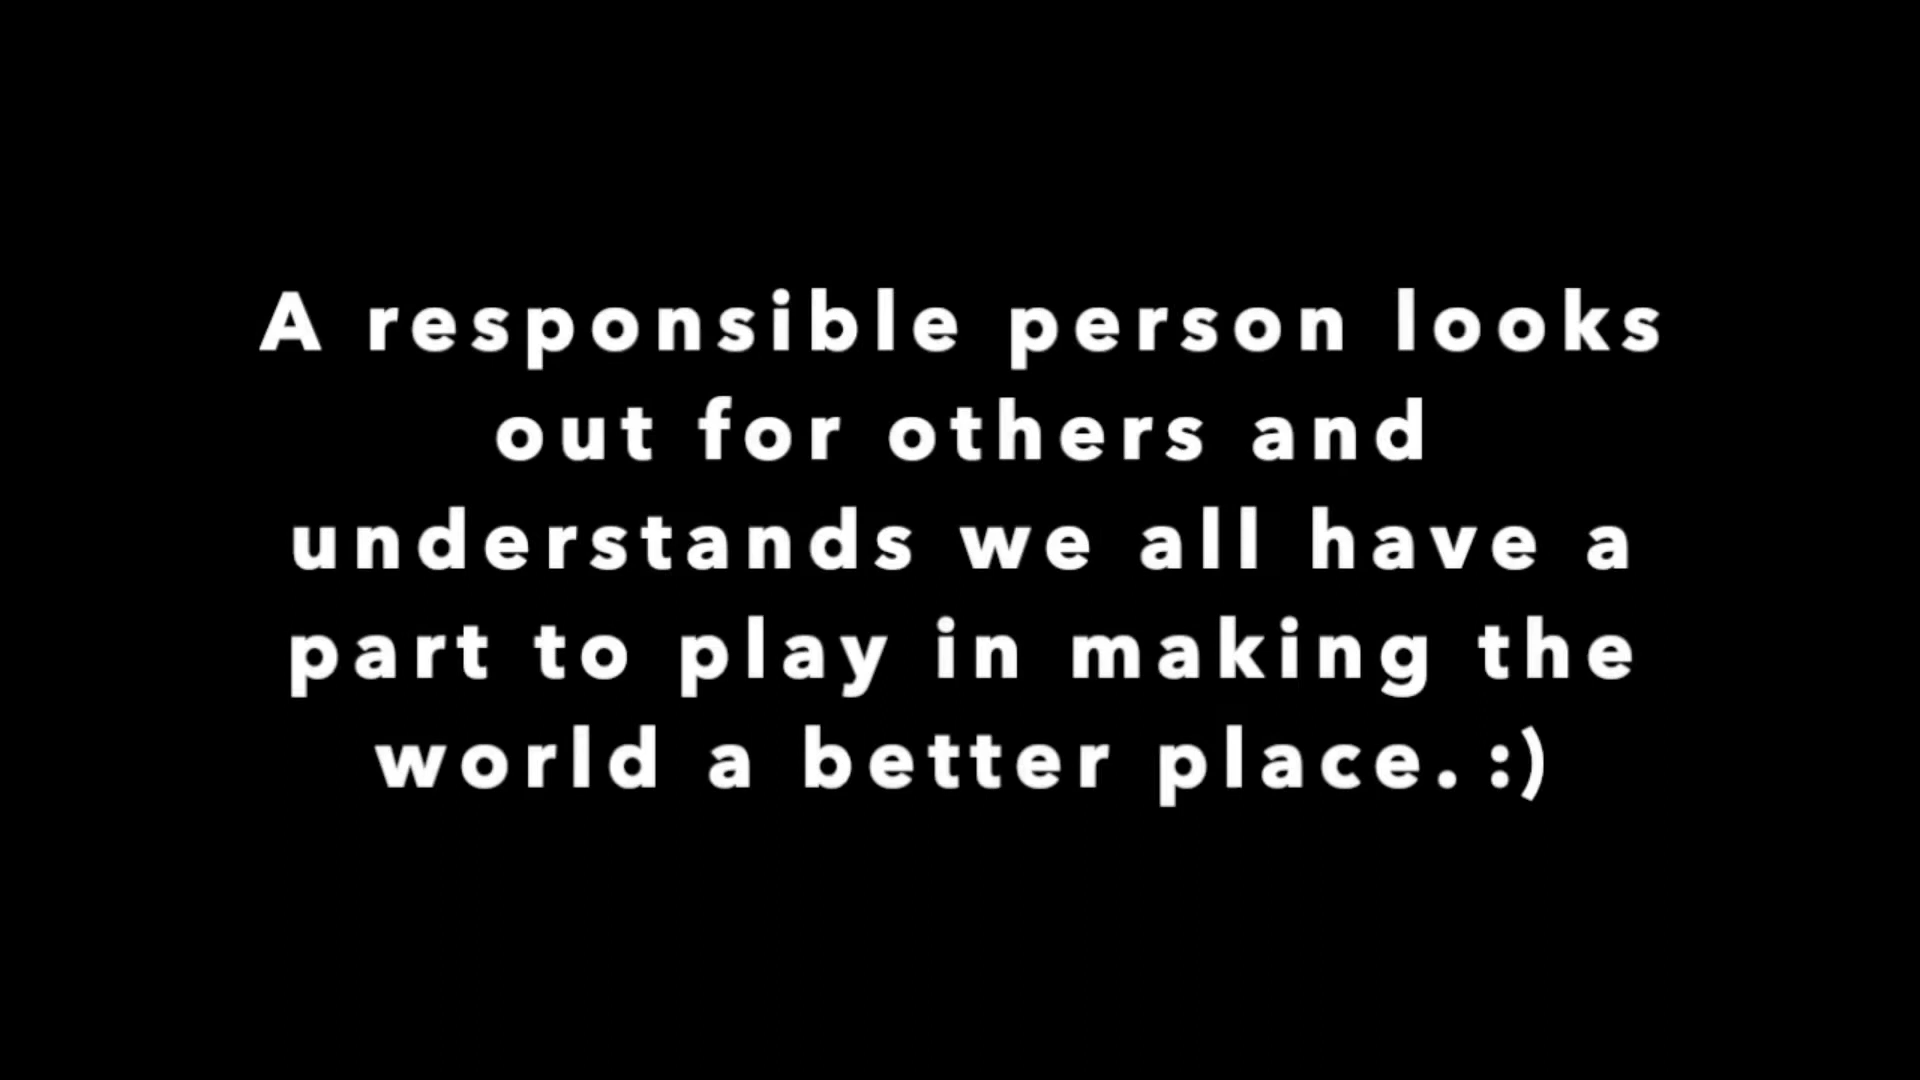 A responsible person looks
out for others and
understands we all have a
part to play in making the
world a better place. :)